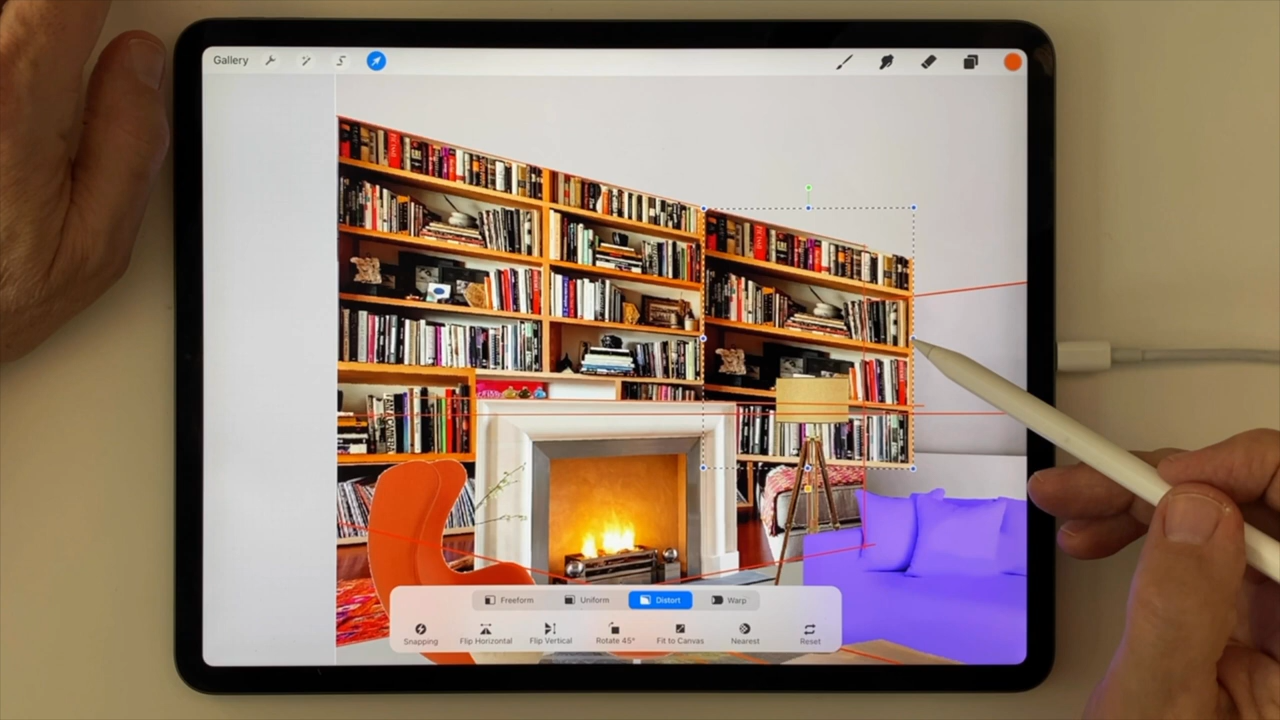 Gallery
Freeform Uniform Distort Warp
Snapping Flip Horizontal Flip Vertical Rotate 45° Fit to Canvas Nearest Reset